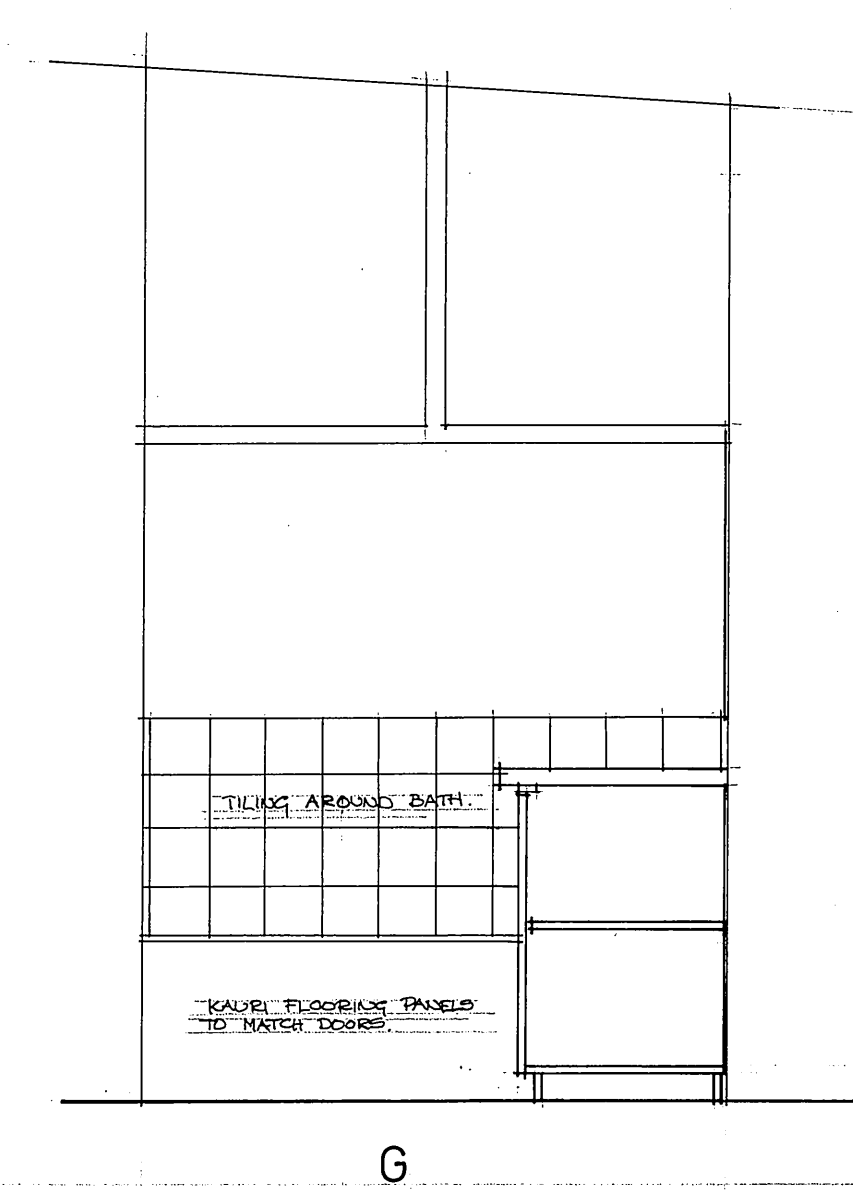 TILING AROUND BATH.
KAURI FLOORING PANELS
TO MATCH DOORS.
G